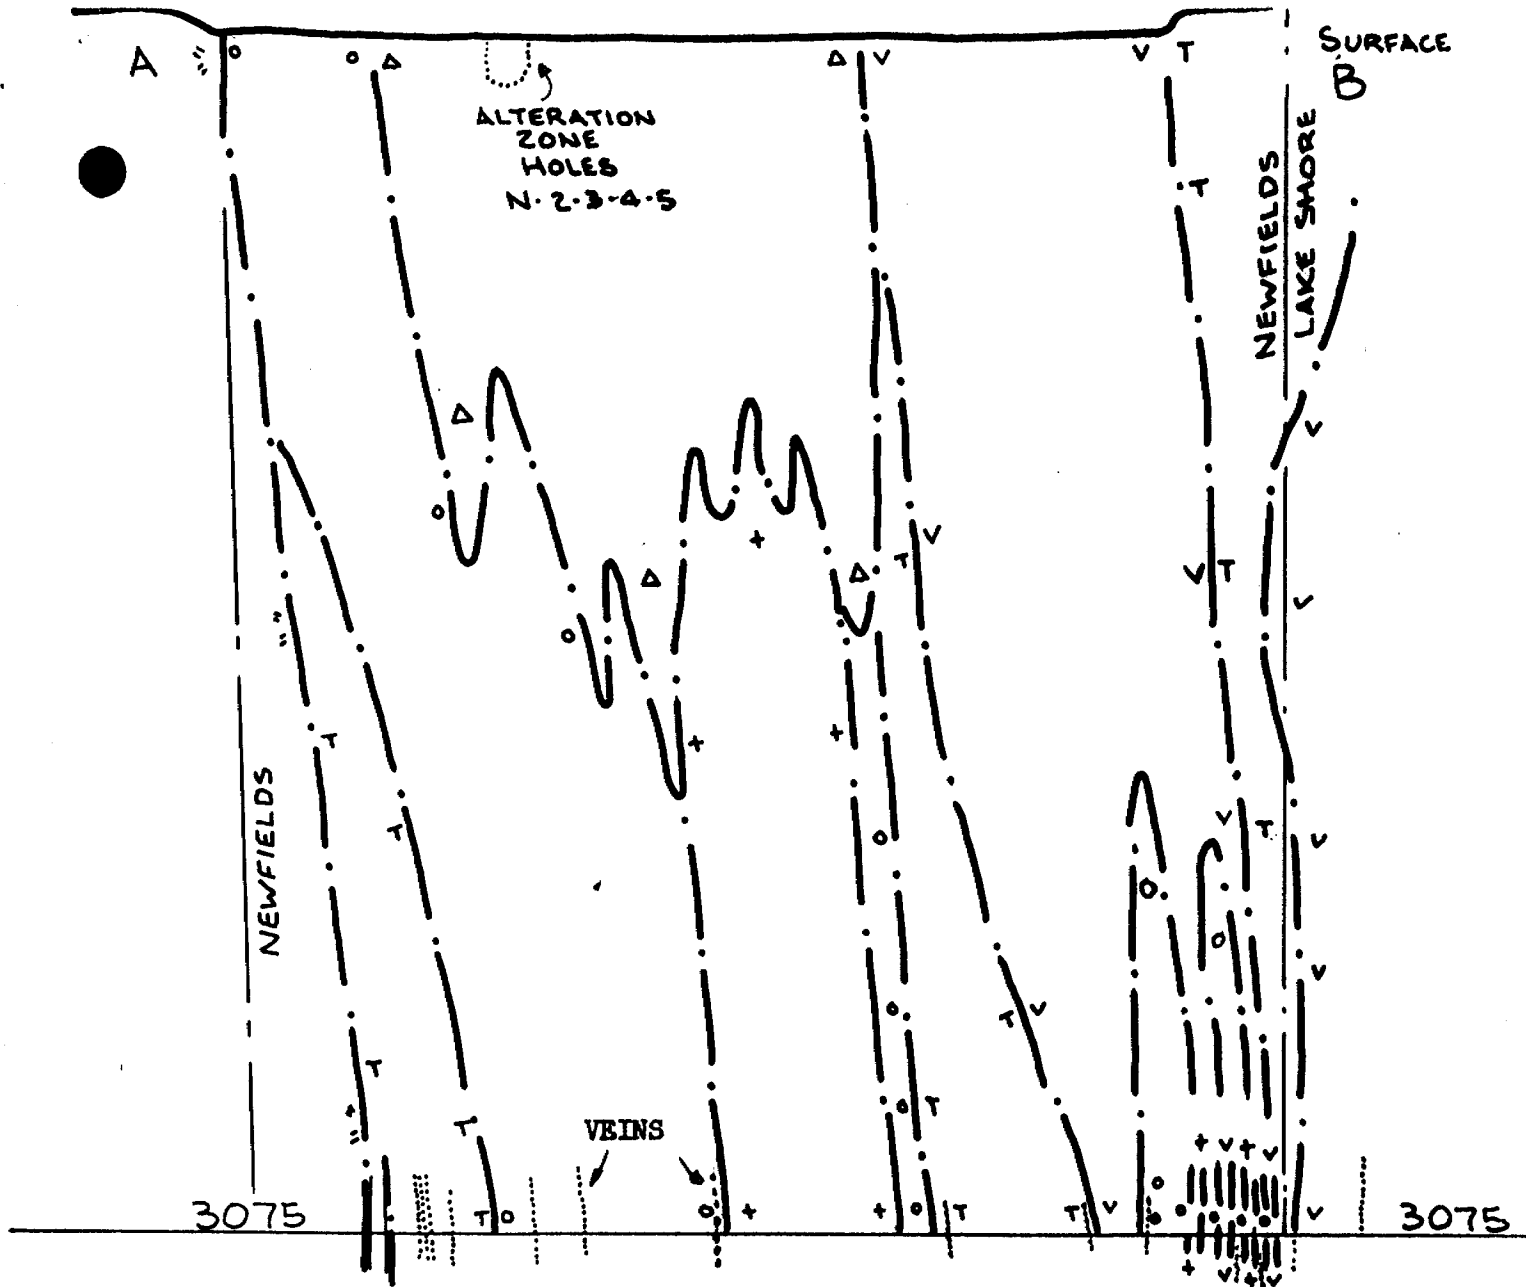 SURFACE
A
B
ALTERATION
ZONE
HOLES
N·2·3·4·5
NEWFIELDS
LAKE SHORE
NEWFIELDS
VEINS
3075
3075